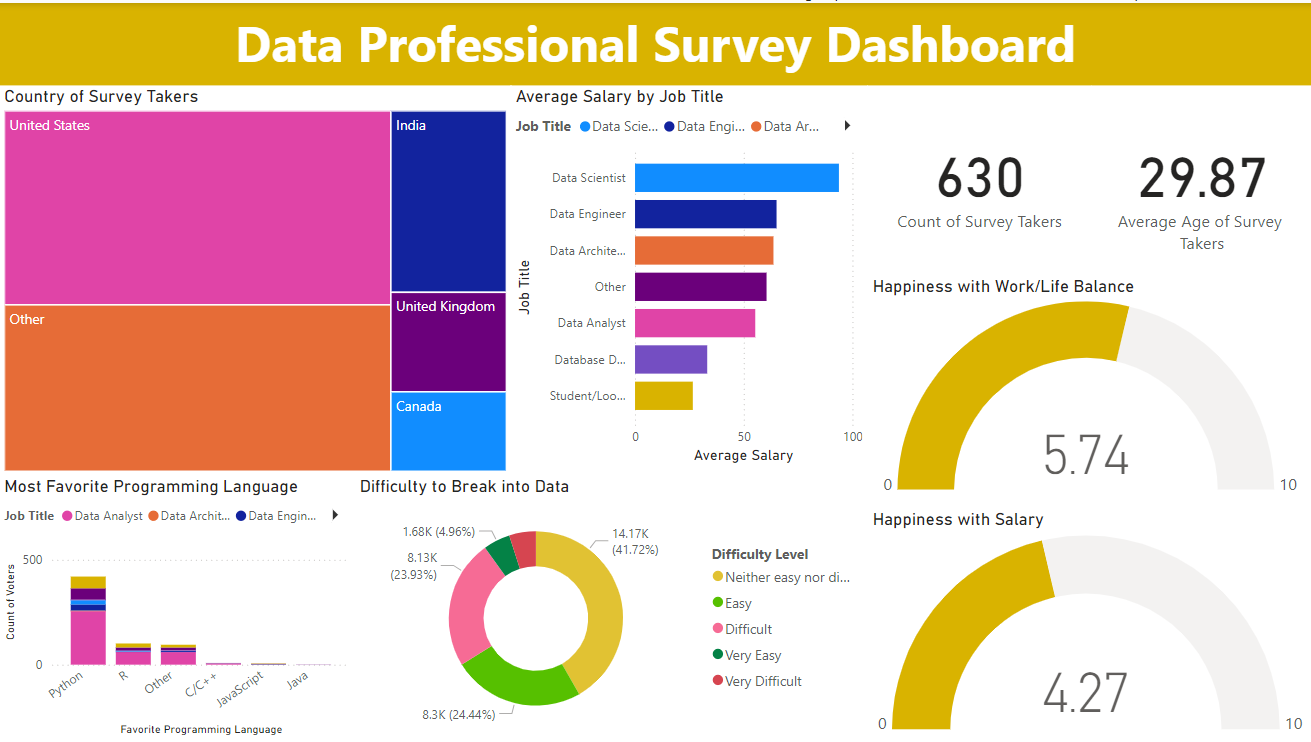 Data Professional Survey Dashboard
Country of Survey Takers
United States
India
Other
United Kingdom
Canada
Average Salary by Job Title
Job Title Data Scie... Data Engi... Data Ar...
Job Title
Data Scientist
Data Engineer
Data Archite...
Other
Data Analyst
Database D...
Student/Loo...
0 50 100
Average Salary
630
Count of Survey Takers
29.87
Average Age of Survey
Takers
Happiness with Work/Life Balance
5.74
0 10
Happiness with Salary
4.27
0 10
Most Favorite Programming Language
Job Title Data Analyst Data Archit... Data Engin...
Count of Voters
500
0
Python R Other C/C++ JavaScript Java
Favorite Programming Language
Difficulty to Break into Data
1.68K (4.96%)
14.17K
(41.72%)
8.13K
(23.93%)
8.3K (24.44%)
Difficulty Level
Neither easy nor di...
Easy
Difficult
Very Easy
Very Difficult